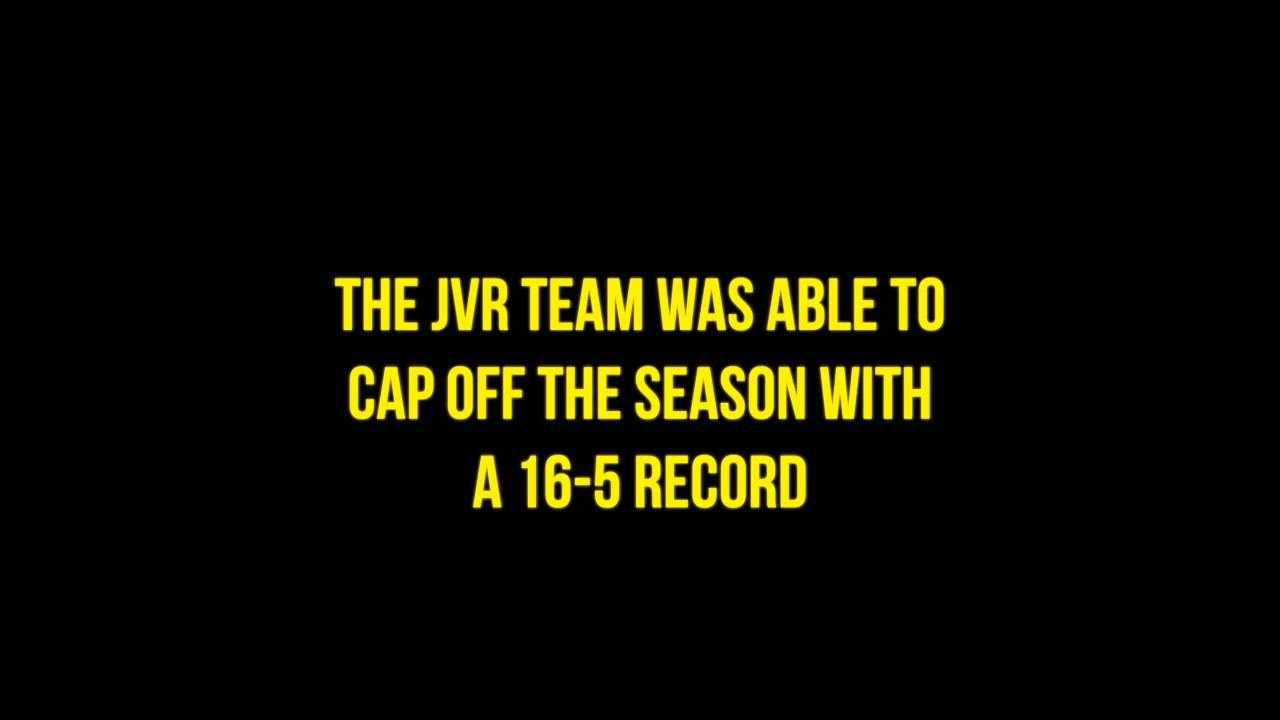 THE JVR TEAM WAS ABLE TO
CAP OFF THE SEASON WITH
A 16-5 RECORD